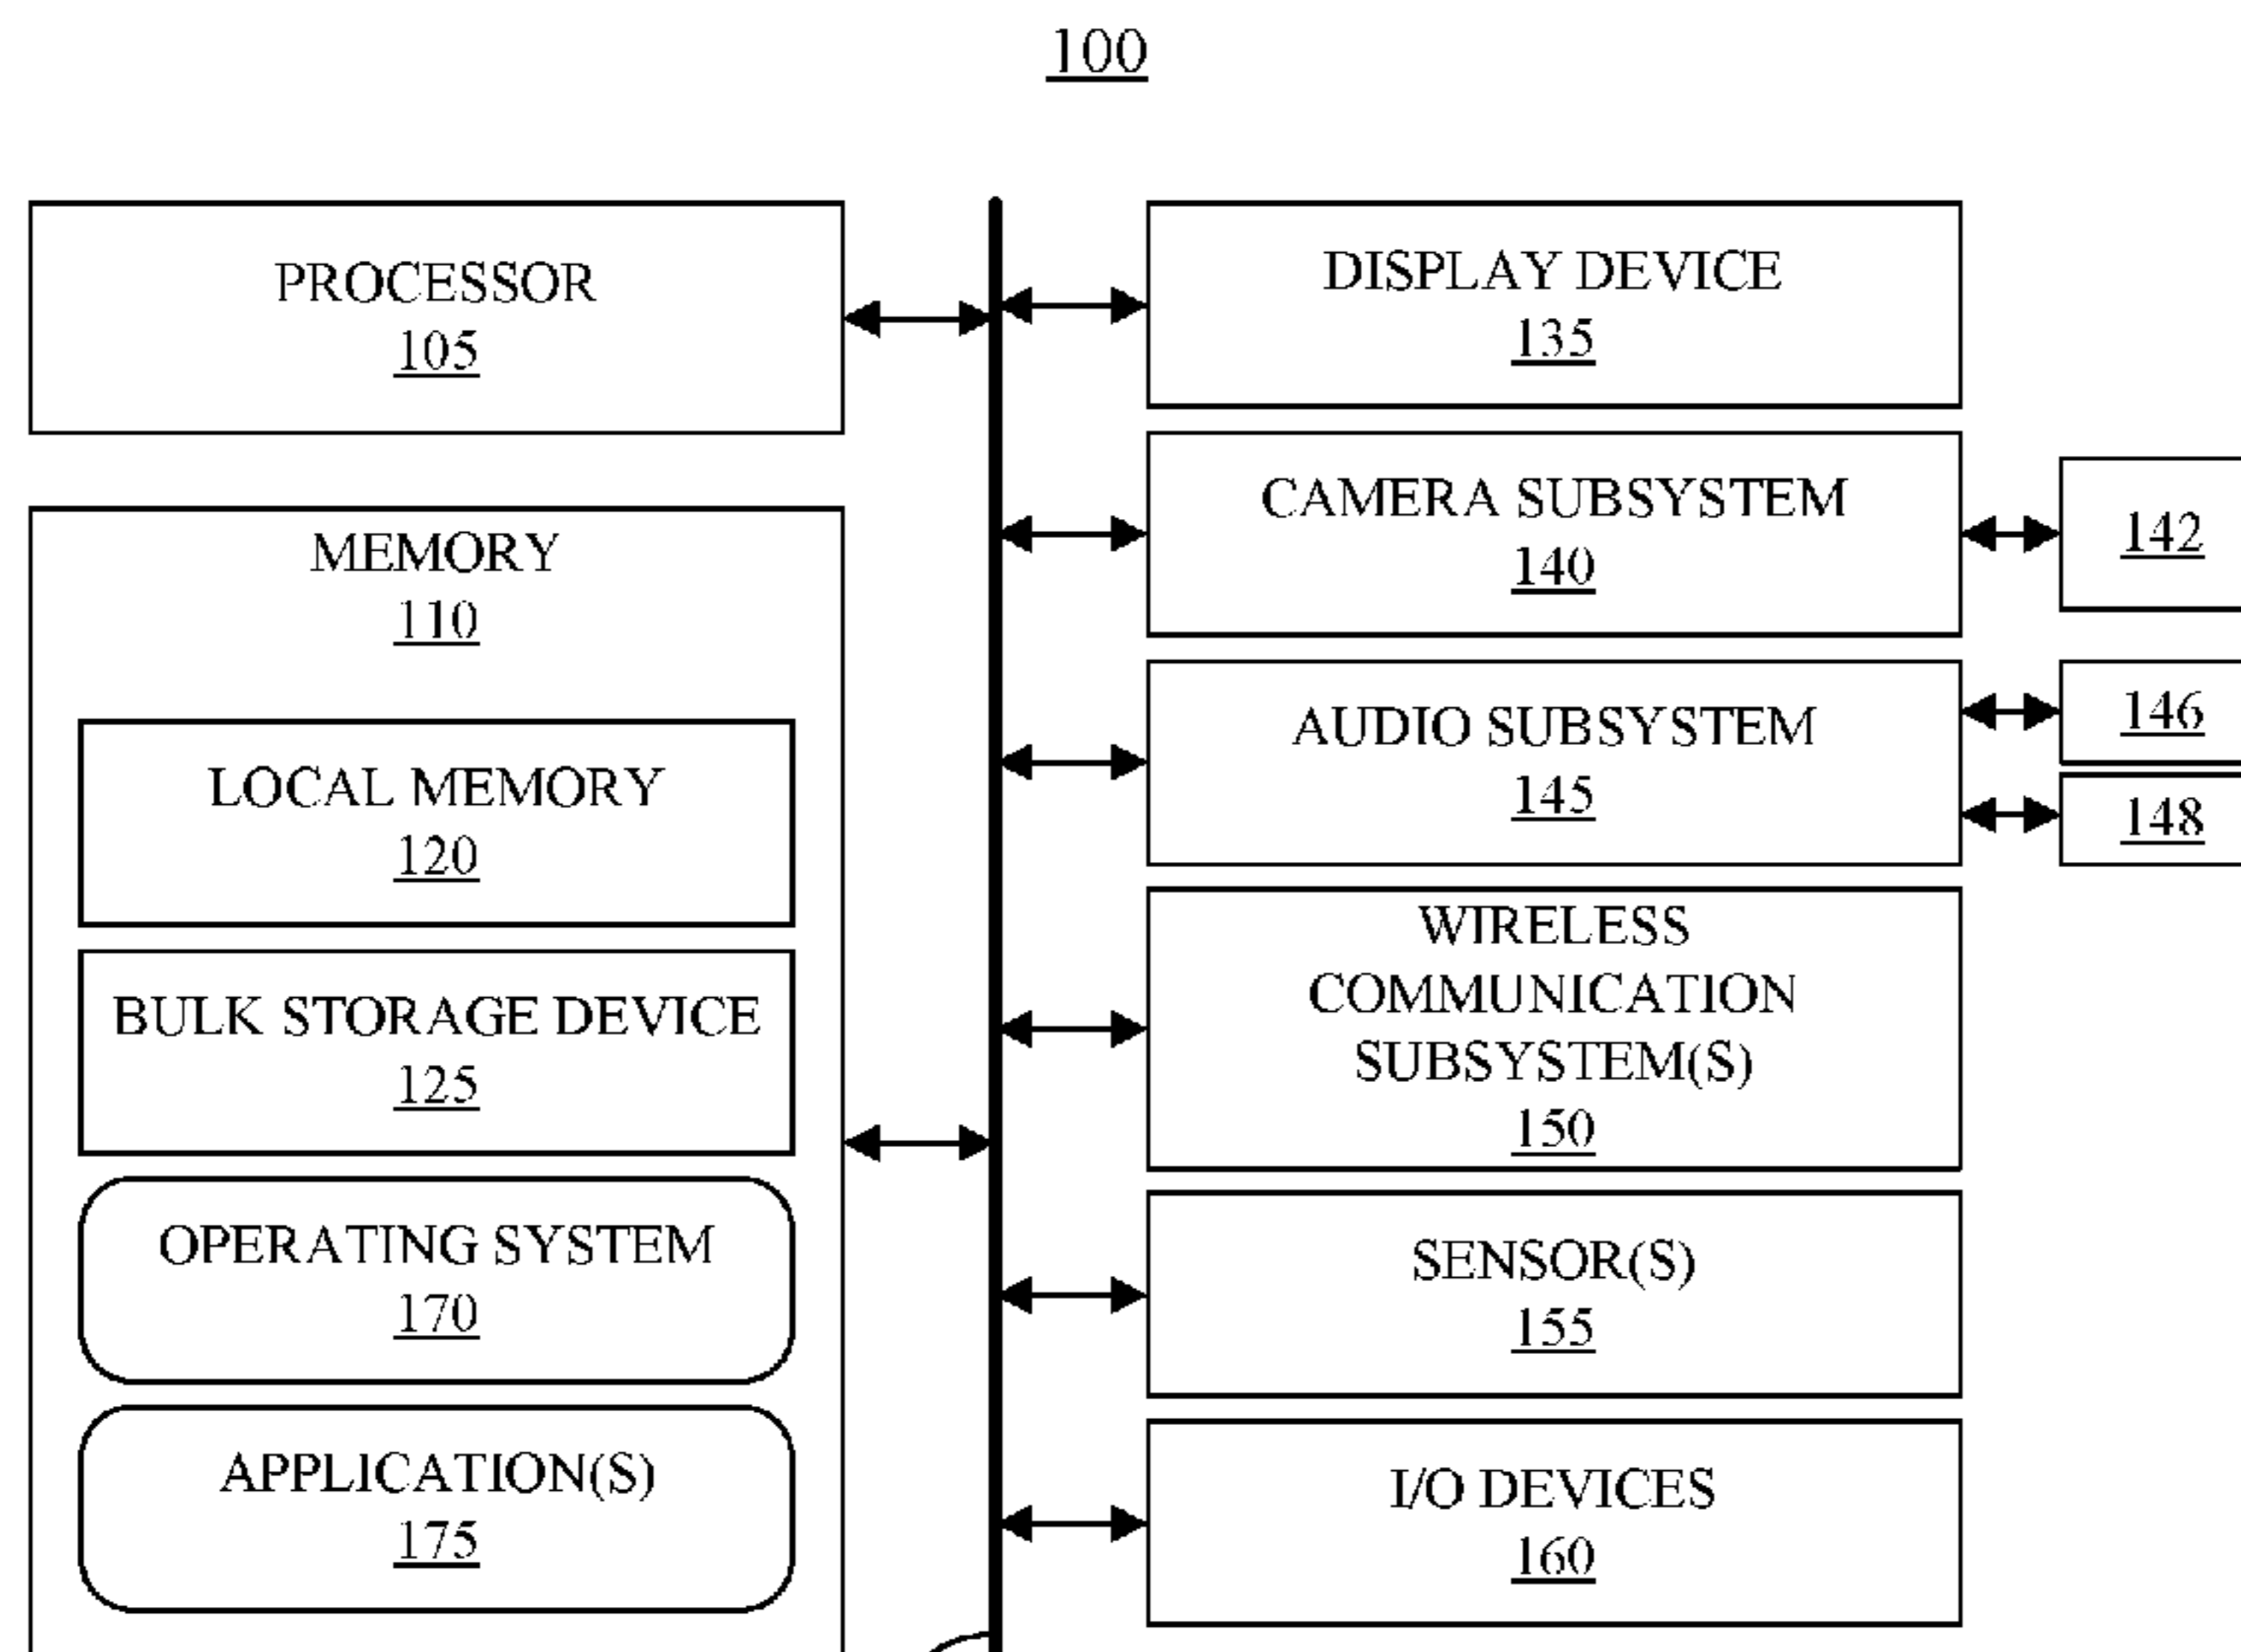 100
PROCESSOR
105
MEMORY
110
LOCAL MEMORY
120
BULK STORAGE DEVICE
125
OPERATING SYSTEM
170
APPLICATION(S)
175
DISPLAY DEVICE
135
CAMERA SUBSYSTEM
140
142
AUDIO SUBSYSTEM
145
146
148
WIRELESS
COMMUNICATION
SUBSYSTEM(S)
150
SENSOR(S)
155
I/O DEVICES
160